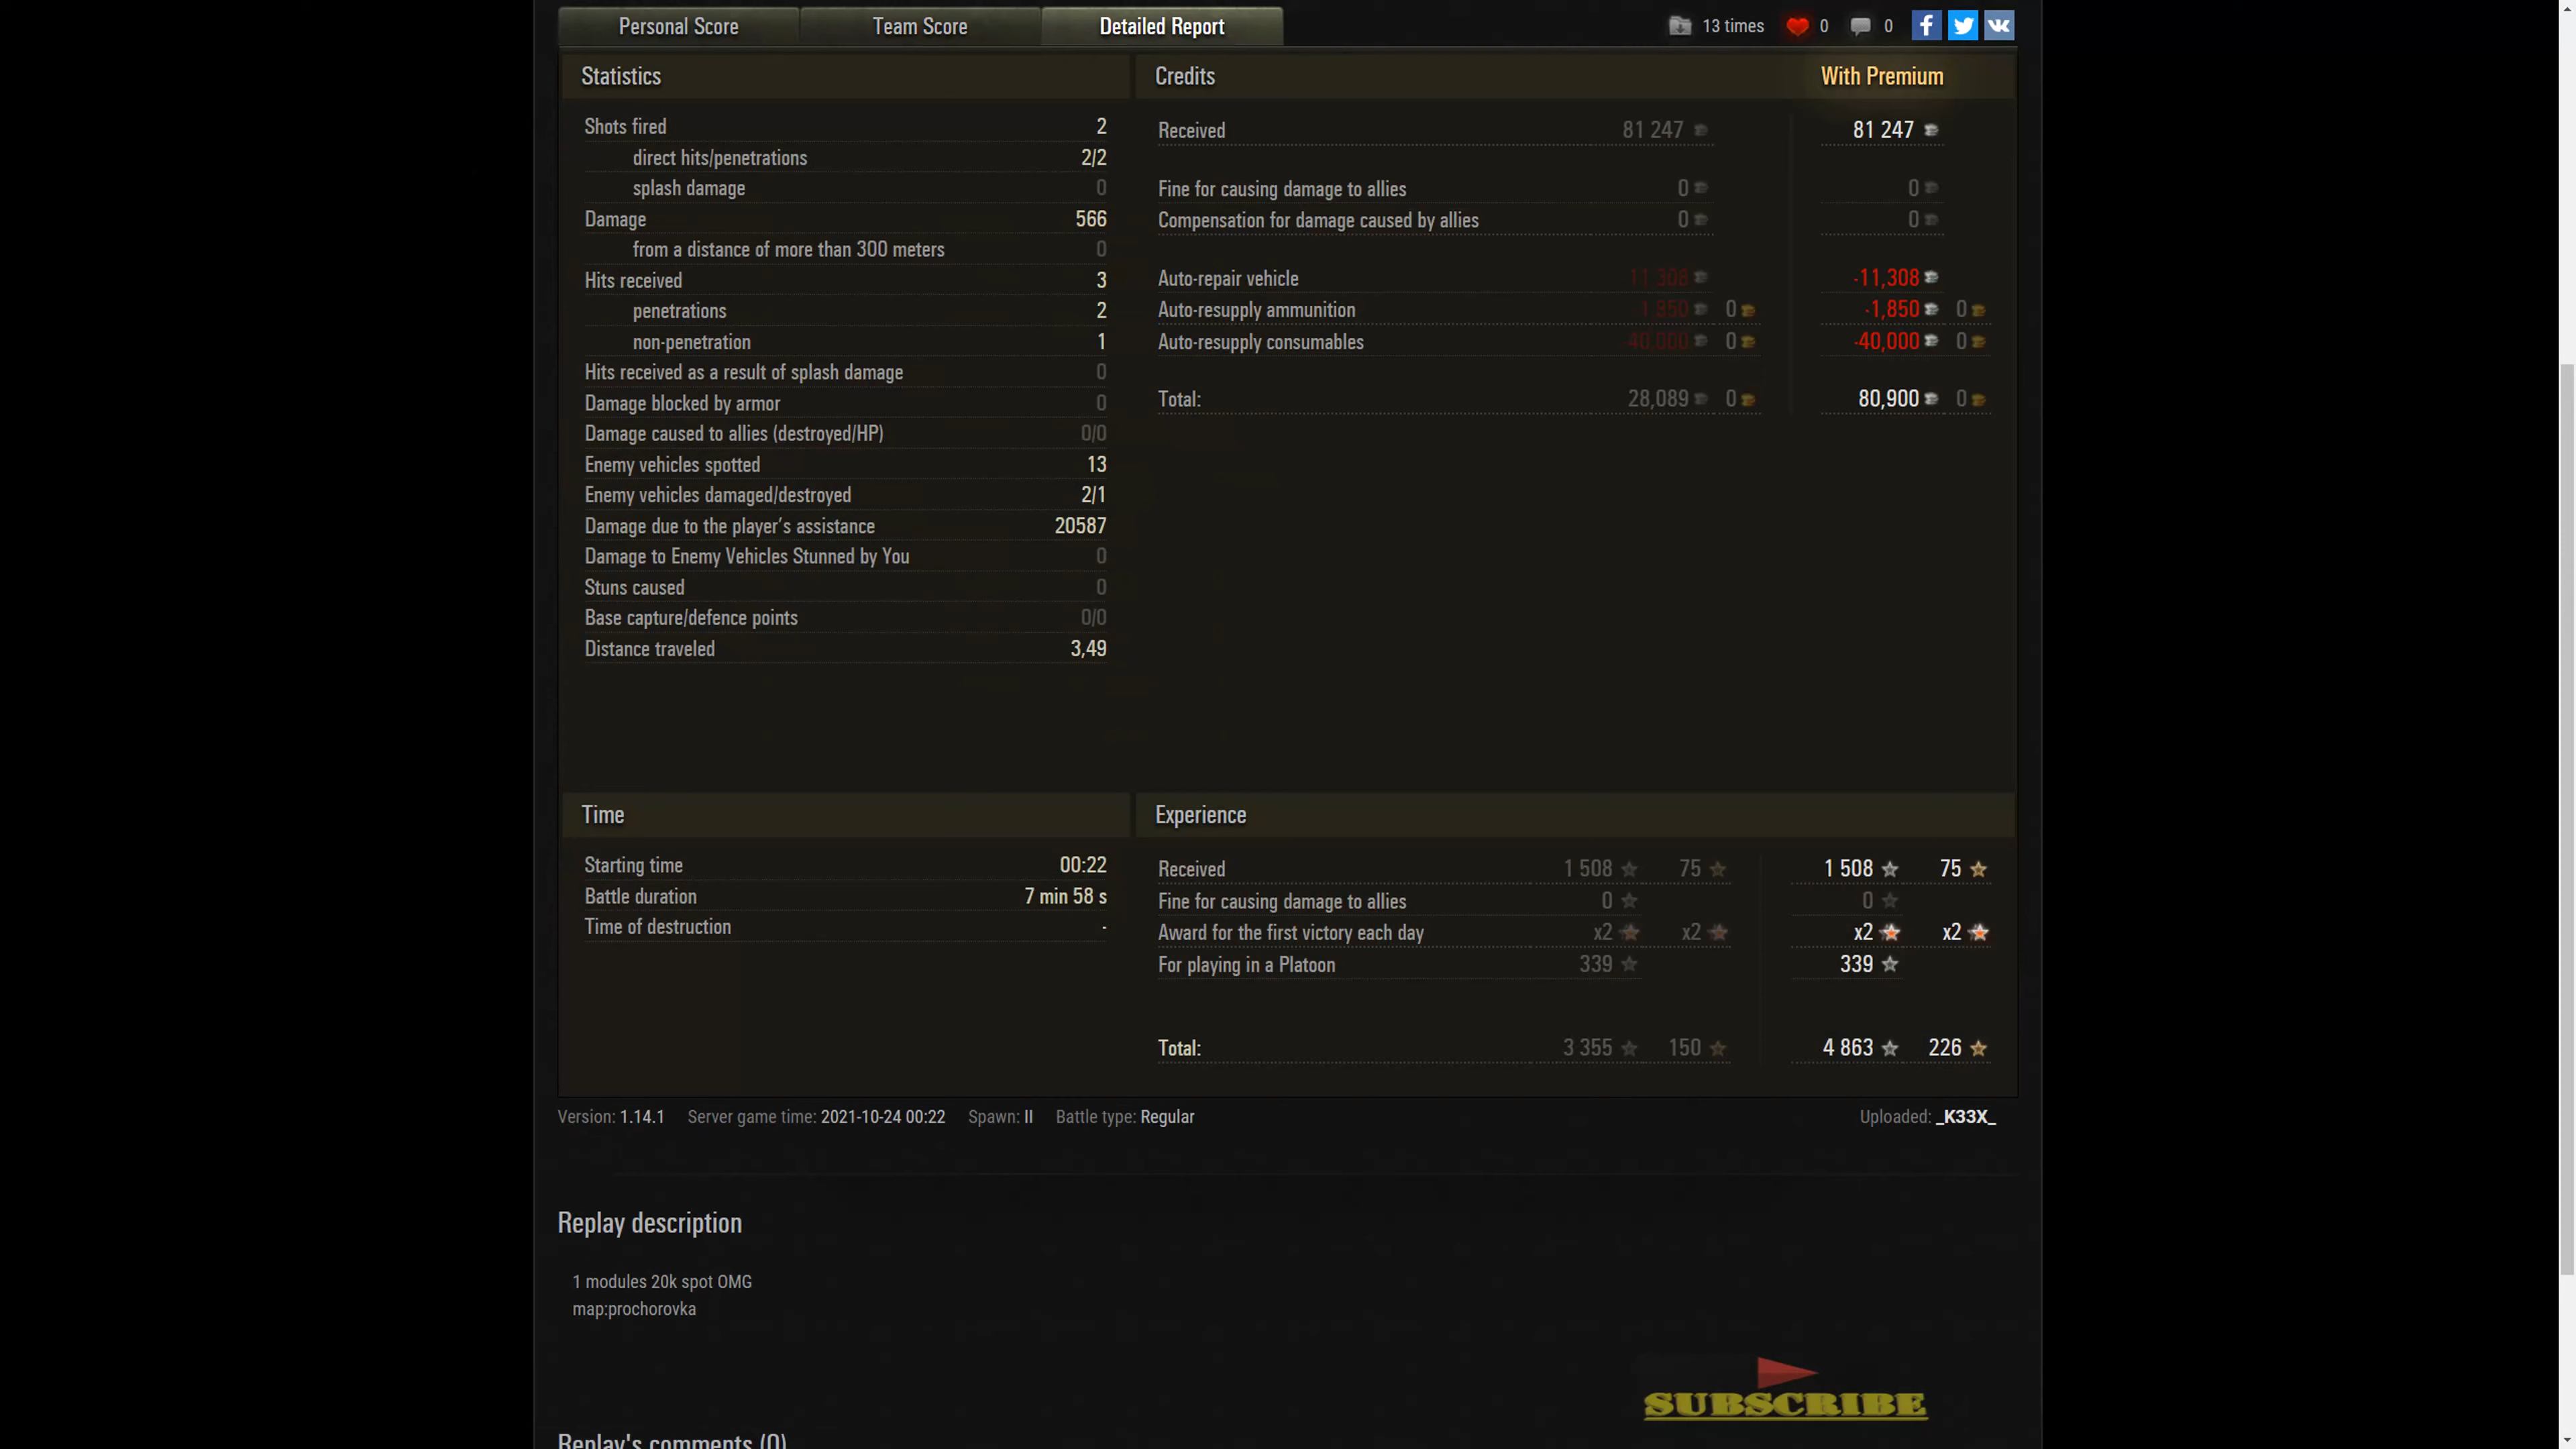 Personal Score
Team Score
Detailed Report
13 times
0
0
Statistics
Credits
With Premium
Shots fired 2
direct hits/penetrations 2/2
splash damage 0
Damage 566
from a distance of more than 300 meters 0
Hits received 3
penetrations 2
non-penetration 1
Hits received as a result of splash damage 0
Damage blocked by armor 0
Damage caused to allies (destroyed/HP) 0/0
Enemy vehicles spotted 13
Enemy vehicles damaged/destroyed 2/1
Damage due to the player's assistance 20587
Damage to Enemy Vehicles Stunned by You 0
Stuns caused 0
Base capture/defence points 0/0
Distance traveled 3,49
Received 81 247 81 247
Fine for causing damage to allies 0 0
Compensation for damage caused by allies 0 0
Auto-repair vehicle 11,308 -11,308
Auto-resupply ammunition 1,850 0 -1,850 0
Auto-resupply consumables -40,000 0 -40,000 0
Total: 28,089 0 80,900 0
Time
Experience
Starting time 00:22
Battle duration 7 min 58 s
Time of destruction -
Received 1 508 75 1 508 75
Fine for causing damage to allies 0 0
Award for the first victory each day x2 x2 x2 x2
For playing in a Platoon 339 339
Total: 3 355 150 4 863 226
Version: 1.14.1 Server game time: 2021-10-24 00:22 Spawn: II Battle type: Regular Uploaded: _K33X_
Replay description
1 modules 20k spot OMG
map:prochorovka
SUBSCRIBE
Replay's comments (0)